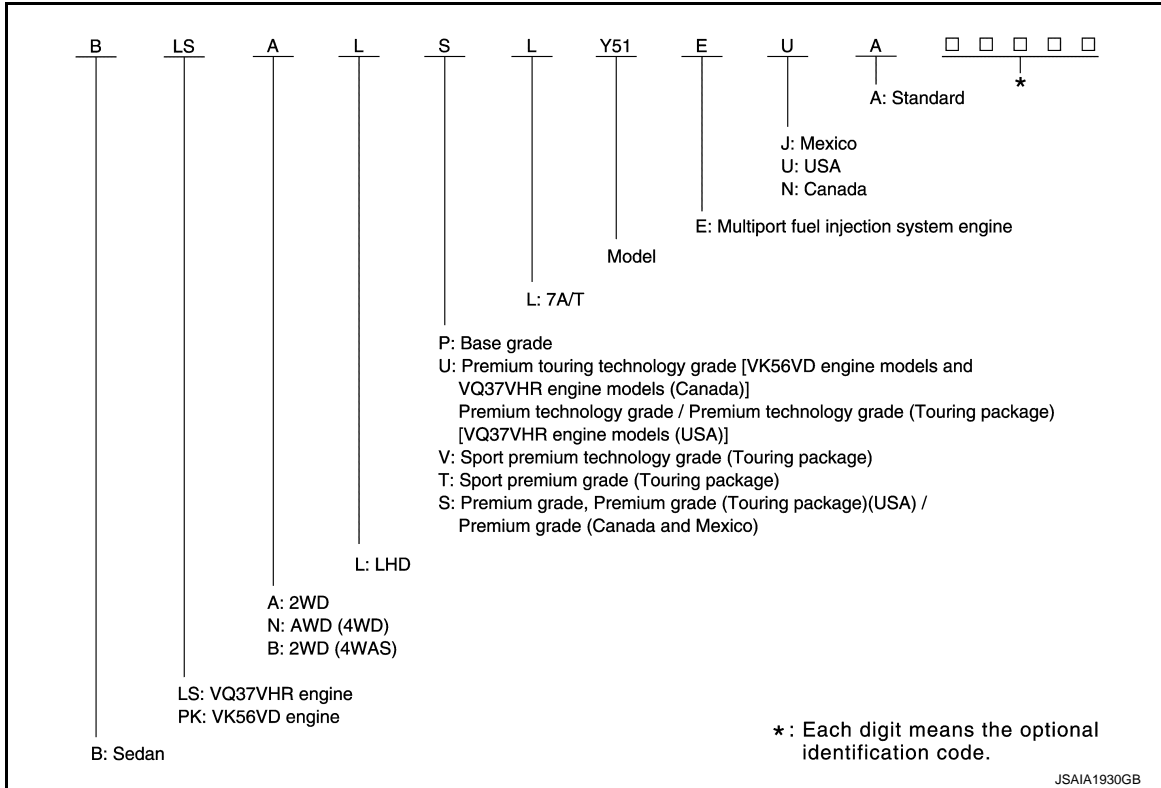 B LS A L S L Y51 E U A □ □ □ □ □
*
A: Standard
J: Mexico
U: USA
N: Canada
E: Multiport fuel injection system engine
Model
L: 7A/T
P: Base grade
U: Premium touring technology grade [VK56VD engine models and
VQ37VHR engine models (Canada)]
Premium technology grade / Premium technology grade (Touring package)
[VQ37VHR engine models (USA)]
V: Sport premium technology grade (Touring package)
T: Sport premium grade (Touring package)
S: Premium grade, Premium grade (Touring package)(USA) /
Premium grade (Canada and Mexico)
L: LHD
A: 2WD
N: AWD (4WD)
B: 2WD (4WAS)
LS: VQ37VHR engine
PK: VK56VD engine
B: Sedan
*: Each digit means the optional
identification code.
JSAIA1930GB